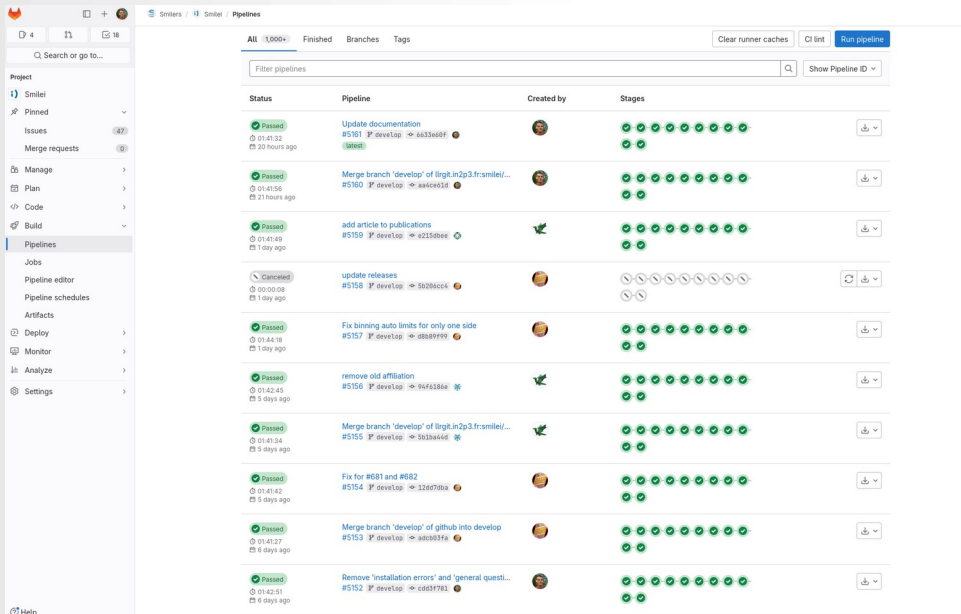 Smilers / Smilei / Pipelines
4 18
Search or go to...
Project
Smilei
Pinned
Issues 47
Merge requests 0
Manage
Plan
Code
Build
Pipelines
Jobs
Pipeline editor
Pipeline schedules
Artifacts
Deploy
Monitor
Analyze
Settings
Help
All 1,000+ Finished Branches Tags Clear runner caches CI lint Run pipeline
Filter pipelines Show Pipeline ID
Status Pipeline Created by Stages
Passed Update documentation
01:41:32 #5161 develop 6633e60f
20 hours ago latest
Passed Merge branch 'develop' of llrgit.in2p3.fr:smilei/...
01:41:56 #5160 develop aa4ce61d
21 hours ago
Passed add article to publications
01:41:49 #5159 develop e215dbee
1 day ago
Canceled update releases
00:00:08 #5158 develop 5b206cc4
1 day ago
Passed Fix binning auto limits for only one side
01:44:18 #5157 develop d8b89f99
1 day ago
Passed remove old affiliation
01:42:45 #5156 develop 94f6186e
5 days ago
Passed Merge branch 'develop' of llrgit.in2p3.fr:smilei/...
01:41:34 #5155 develop 5b1ba44d
5 days ago
Passed Fix for #681 and #682
01:41:42 #5154 develop 12dd7dba
5 days ago
Passed Merge branch 'develop' of github into develop
01:41:27 #5153 develop adcb83fa
6 days ago
Passed Remove 'installation errors' and 'general questi...
01:42:51 #5152 develop cdd3f781
6 days ago